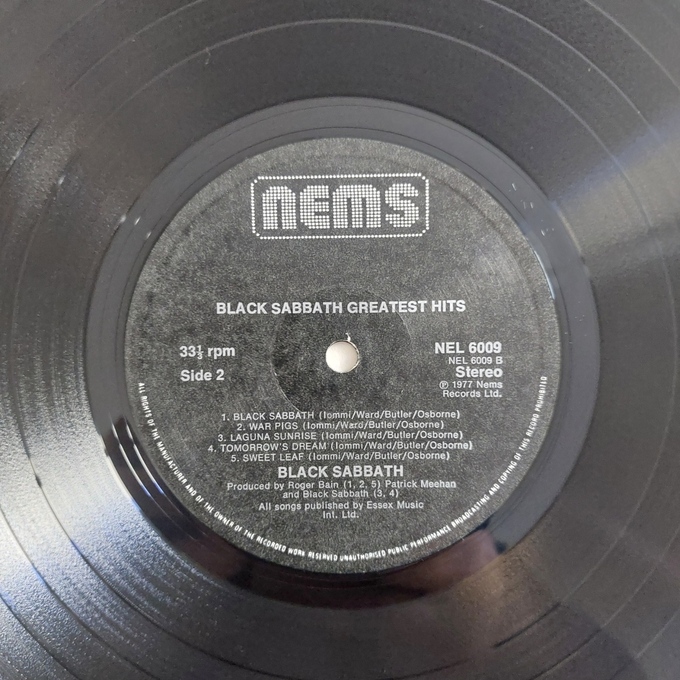 nems
BLACK SABBATH GREATEST HITS
33⅓ rpm
Side 2
NEL 6009
NEL 6009 B
Stereo
℗ 1977 Nems
Records Ltd.
1. BLACK SABBATH (Iommi/Ward/Butler/Osborne)
2. WAR PIGS (Iommi/Ward/Butler/Osborne)
3. LAGUNA SUNRISE (Iommi/Ward/Butler/Osborne)
4. TOMORROW'S DREAM (Iommi/Ward/Butler/Osborne)
5. SWEET LEAF (Iommi/Ward/Butler/Osborne)
BLACK SABBATH
Produced by Roger Bain (1, 2, 5) Patrick Meehan
and Black Sabbath (3, 4)
All songs published by Essex Music
Int. Ltd.
ALL RIGHTS OF THE MANUFACTURER AND OF THE OWNER OF THE RECORDED WORK RESERVED UNAUTHORISED PUBLIC PERFORMANCE BROADCASTING AND COPYING OF THIS RECORD PROHIBITED